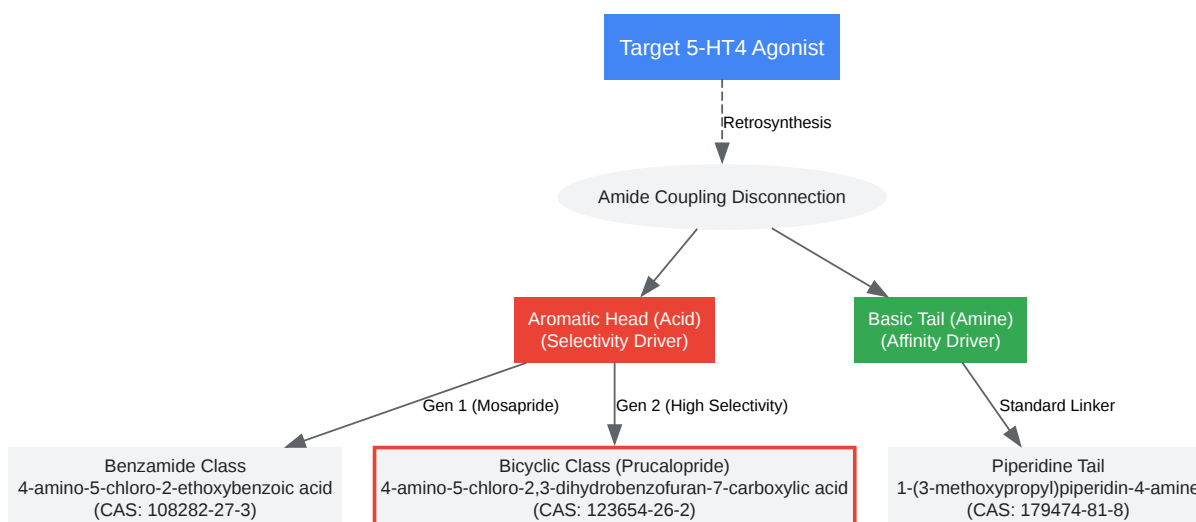 Target 5-HT4 Agonist
Retrosynthesis
Amide Coupling Disconnection
Aromatic Head (Acid)
(Selectivity Driver)
Basic Tail (Amine)
(Affinity Driver)
Gen 1 (Mosapride)
Gen 2 (High Selectivity)
Standard Linker
Benzamide Class
4-amino-5-chloro-2-ethoxybenzoic acid
(CAS: 108282-27-3)
Bicyclic Class (Prucalopride)
4-amino-5-chloro-2,3-dihydrobenzofuran-7-carboxylic acid
(CAS: 123654-26-2)
Piperidine Tail
1-(3-methoxypropyl)piperidin-4-amine
(CAS: 179474-81-8)